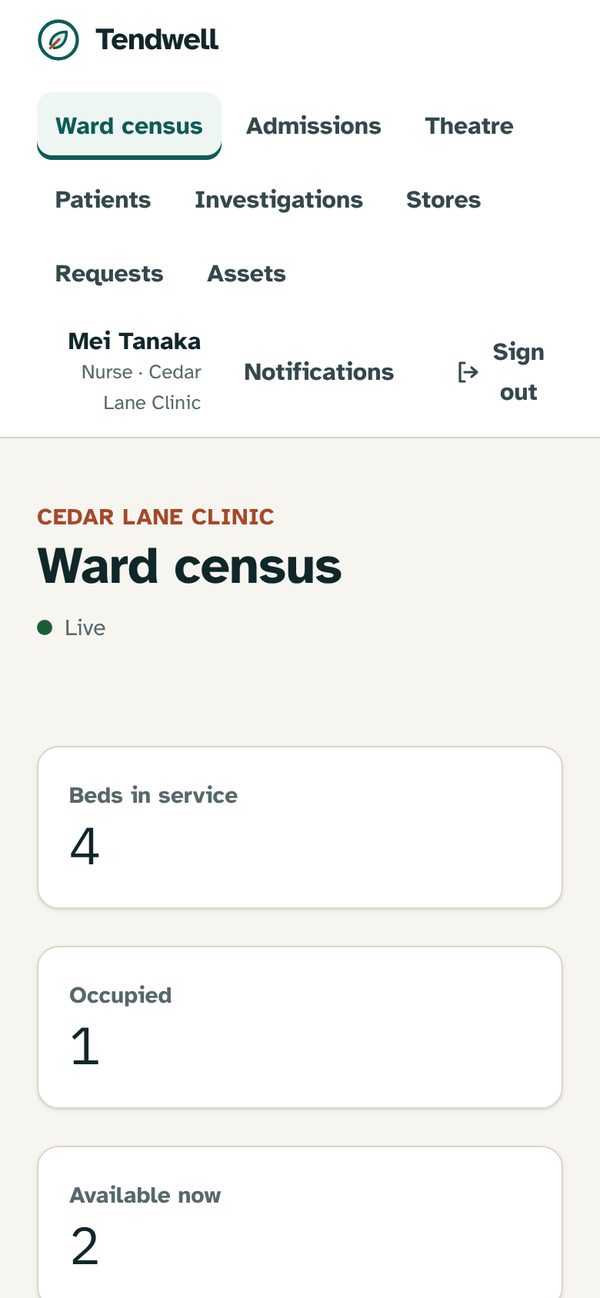 Tendwell
Ward census
Admissions
Theatre
Patients
Investigations
Stores
Requests
Assets
Mei Tanaka
Nurse · Cedar
Lane Clinic
Notifications
Sign
out
CEDAR LANE CLINIC
Ward census
Live
Beds in service
4
Occupied
1
Available now
2